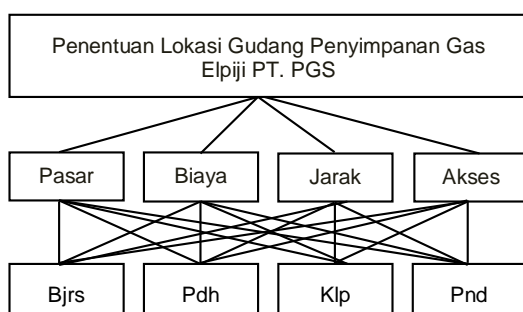 Penentuan Lokasi Gudang Penyimpanan Gas
Elpiji PT. PGS
Pasar Biaya Jarak Akses
Bjrs Pdh Klp Pnd